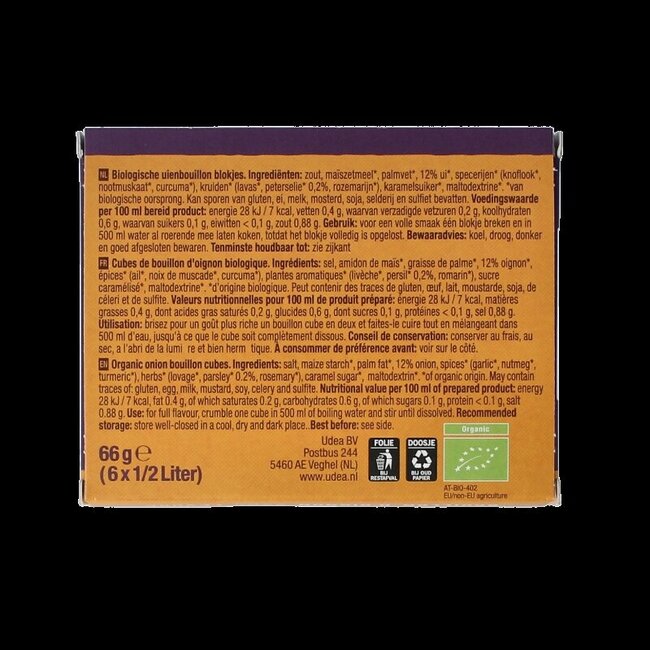 NL Biologische uienbouillon blokjes. Ingrediënten: zout, maïszetmeel*, palmvet*, 12% ui*, specerijen* (knoflook*,
nootmuskaat*, curcuma*), kruiden* (lavas*, peterselie* 0,2%, rozemarijn*), karamelsuiker*, maltodextrine*. *van
biologische oorsprong. Kan sporen van gluten, ei, melk, mosterd, soja, selderij en sulfiet bevatten. Voedingswaarde
per 100 ml bereid product: energie 28 kJ / 7 kcal, vetten 0,4 g, waarvan verzadigde vetzuren 0,2 g, koolhydraten
0,6 g, waarvan suikers 0,1 g, eiwitten < 0,1 g, zout 0,88 g. Gebruik: voor een volle smaak één blokje breken en in
500 ml water al roerende mee laten koken, totdat het blokje volledig is opgelost. Bewaaradvies: koel, droog, donker
en goed afgesloten bewaren. Tenminste houdbaar tot: zie zijkant
FR Cubes de bouillon d'oignon biologique. Ingrédients: sel, amidon de maïs*, graisse de palme*, 12% oignon*,
épices* (ail*, noix de muscade*, curcuma*), plantes aromatiques* (livèche*, persil* 0,2%, romarin*), sucre
caramélisé*, maltodextrin*. *d'origine biologique. Peut contenir des traces de gluten, œuf, lait, moustarde, soja, de
céleri et de sulfite. Valeurs nutritionnelles pour 100 ml de produit préparé: énergie 28 kJ / 7 kcal, matières
grasses 0,4 g, dont acides gras saturés 0,2 g, glucides 0,6 g, dont sucres 0,1 g, protéines < 0,1 g, sel 0,88 g.
Utilisation: brisez pour un goût plus riche un bouillon cube en deux et faites-le cuire tout en mélangeant dans
500 ml d'eau, jusqu'à ce que le cube soit complètement dissous. Conseil de conservation: conserver au frais, au
sec, a l'abri de la lumi re et bien herm tique. À consommer de préférence avant: voir sur le côté.
EN Organic onion bouillon cubes. Ingredients: salt, maize starch*, palm fat*, 12% onion*, spices* (garlic*, nutmeg*,
turmeric*), herbs* (lovage*, parsley* 0.2%, rosemary*), caramel sugar*, maltodextrin*. *of organic origin. May contain
traces of: gluten, egg, milk, mustard, soy, celery and sulfite. Nutritional value per 100 ml of prepared product: energy
28 kJ / 7 kcal, fat 0.4 g, of which saturates 0.2 g, carbohydrates 0.6 g, of which sugars 0.1 g, protein < 0.1 g, salt
0.88 g. Use: for full flavour, crumble one cube in 500 ml of boiling water and stir until dissolved. Recommended
storage: store well-closed in a cool, dry and dark place..Best before: see side.
66 g e
(6 x 1/2 Liter)
Udea BV
Postbus 244
5460 AE Veghel (NL)
www.udea.nl
FOLIE
BIJ
RESTAFVAL
DOOSJE
BIJ OUD
PAPIER
Organic
AT-BIO-402
EU/non-EU agriculture